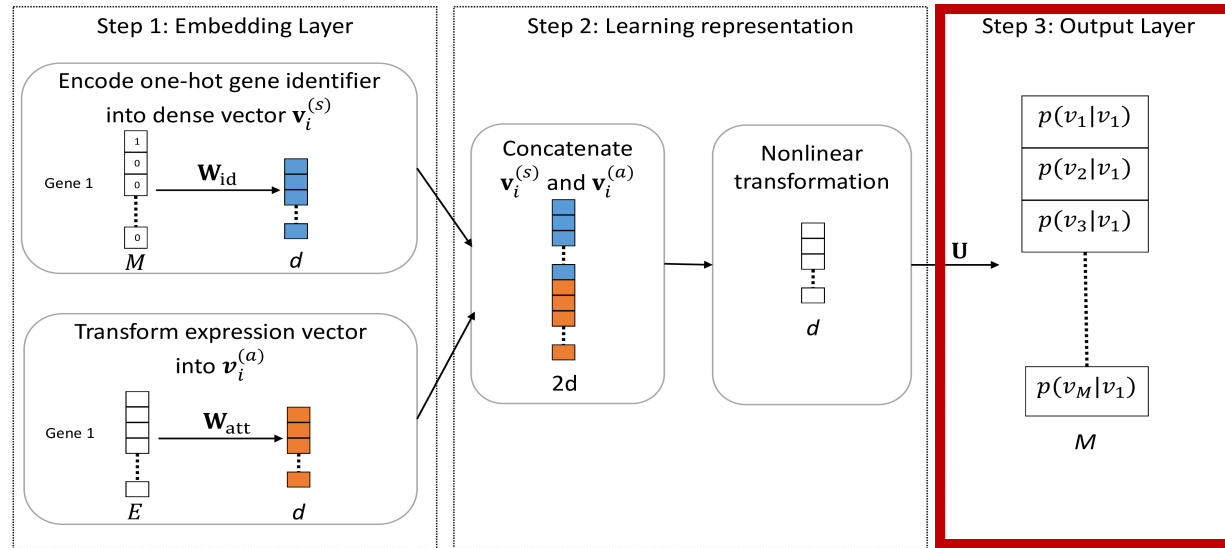 Step 1: Embedding Layer
Encode one-hot gene identifier
into dense vector v_i^(s)
Gene 1
1
0
0
0
W_id
M
d
Transform expression vector
into v_i^(a)
Gene 1
W_att
E
d
Step 2: Learning representation
Concatenate
v_i^(s) and v_i^(a)
2d
Nonlinear
transformation
d
U
Step 3: Output Layer
p(v_1|v_1)
p(v_2|v_1)
p(v_3|v_1)
p(v_M|v_1)
M